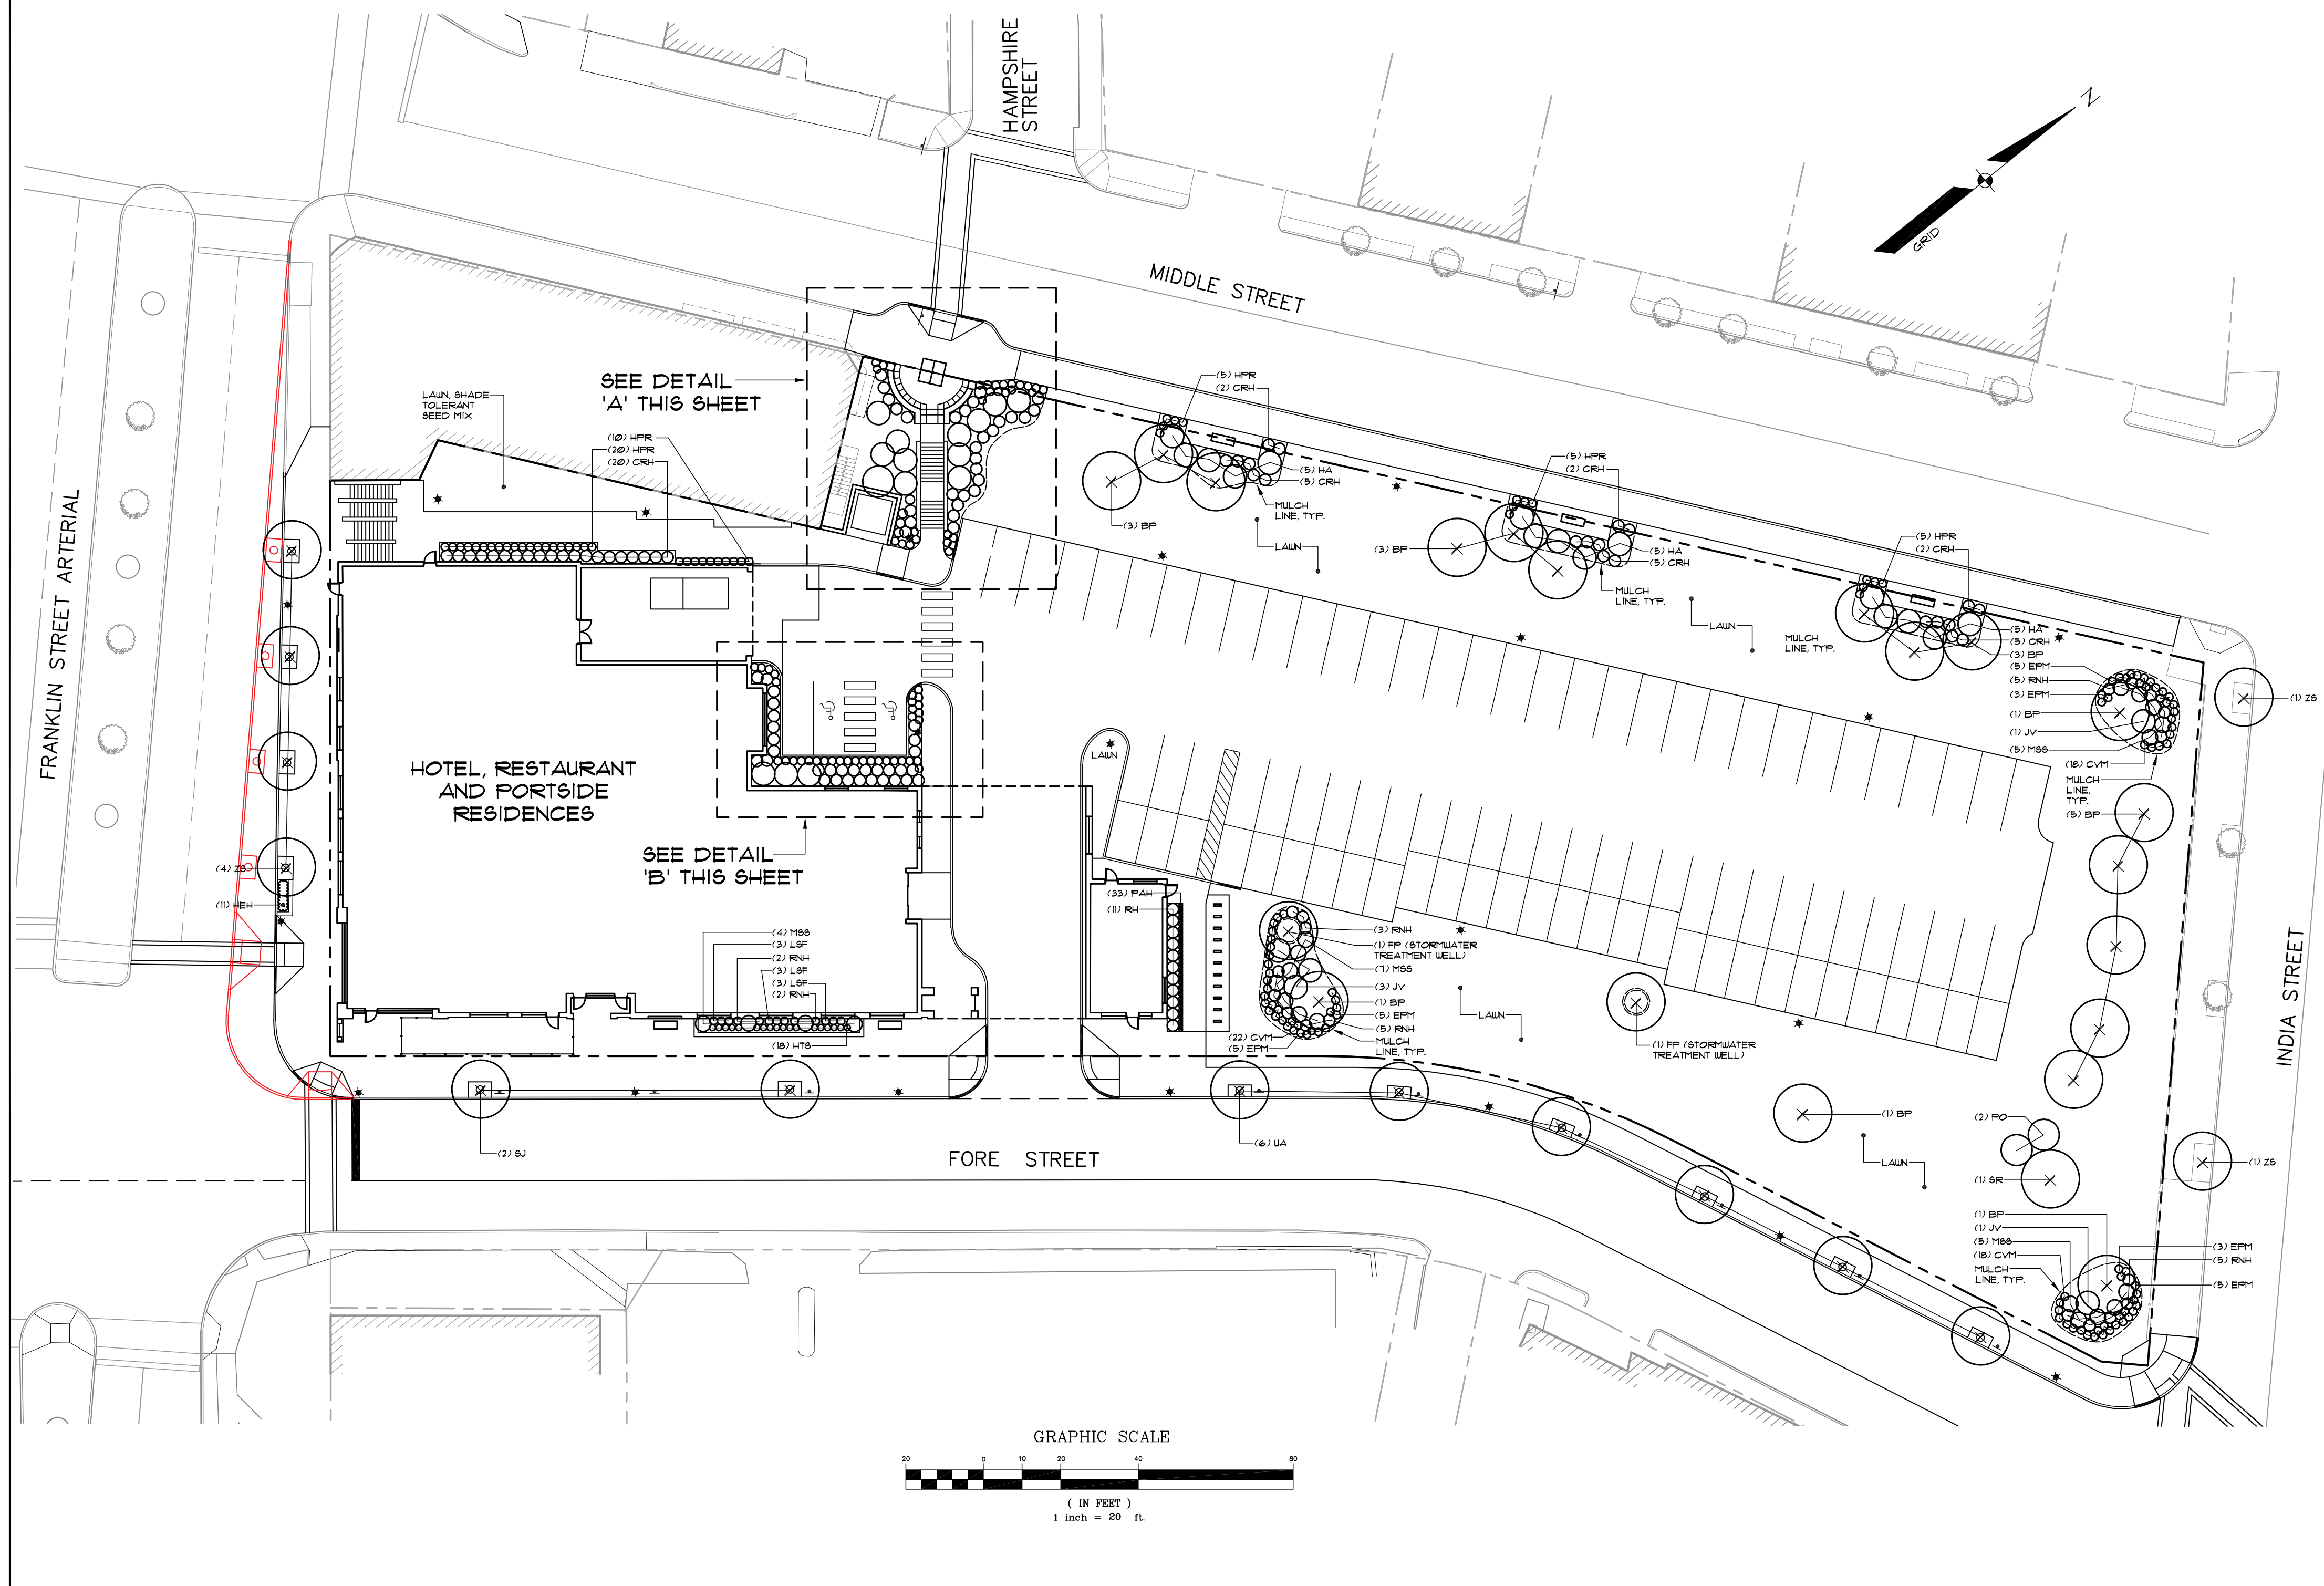 HAMPSHIRE
STREET
N
GRID
MIDDLE STREET
SEE DETAIL
'A' THIS SHEET
LAWN, SHADE
TOLERANT
SEED MIX
(10) HPR
(20) HPR
(20) CRH
(5) HPR
(2) CRH
(5) HA
(5) CRH
MULCH
LINE, TYP.
(3) BP
LAWN
(5) HPR
(2) CRH
(3) BP
(5) HA
(5) CRH
MULCH
LINE, TYP.
LAWN
(5) HPR
(2) CRH
MULCH
LINE, TYP.
(5) HA
(5) CRH
(3) BP
(5) EPM
(5) RNH
(3) EPM
(1) BP
(1) JV
(5) MSS
(18) CVM
MULCH
LINE,
TYP.
(5) BP
(1) ZS
FRANKLIN STREET ARTERIAL
HOTEL, RESTAURANT
AND PORTSIDE
RESIDENCES
SEE DETAIL
'B' THIS SHEET
LAWN
(4) ZS
(11) HEH
(4) MSS
(3) LSF
(2) RNH
(3) LSF
(3) LSF
(2) RNH
(18) HTS
(33) PAH
(11) RH
(3) RNH
(1) FP (STORMWATER
TREATMENT WELL)
(7) MSS
(3) JV
(1) BP
(5) EPM
(5) RNH
MULCH
LINE, TYP.
(22) CVM
(5) EPM
LAWN
(1) FP (STORMWATER
TREATMENT WELL)
INDIA STREET
(2) SJ
(6) UA
FORE STREET
(1) BP
LAWN
(2) PO
(1) SR
(1) ZS
(1) BP
(1) JV
(5) MSS
(18) CVM
MULCH
LINE, TYP.
(3) EPM
(5) RNH
(5) EPM
GRAPHIC SCALE
20 0 10 20 40 80
( IN FEET )
1 inch = 20 ft.